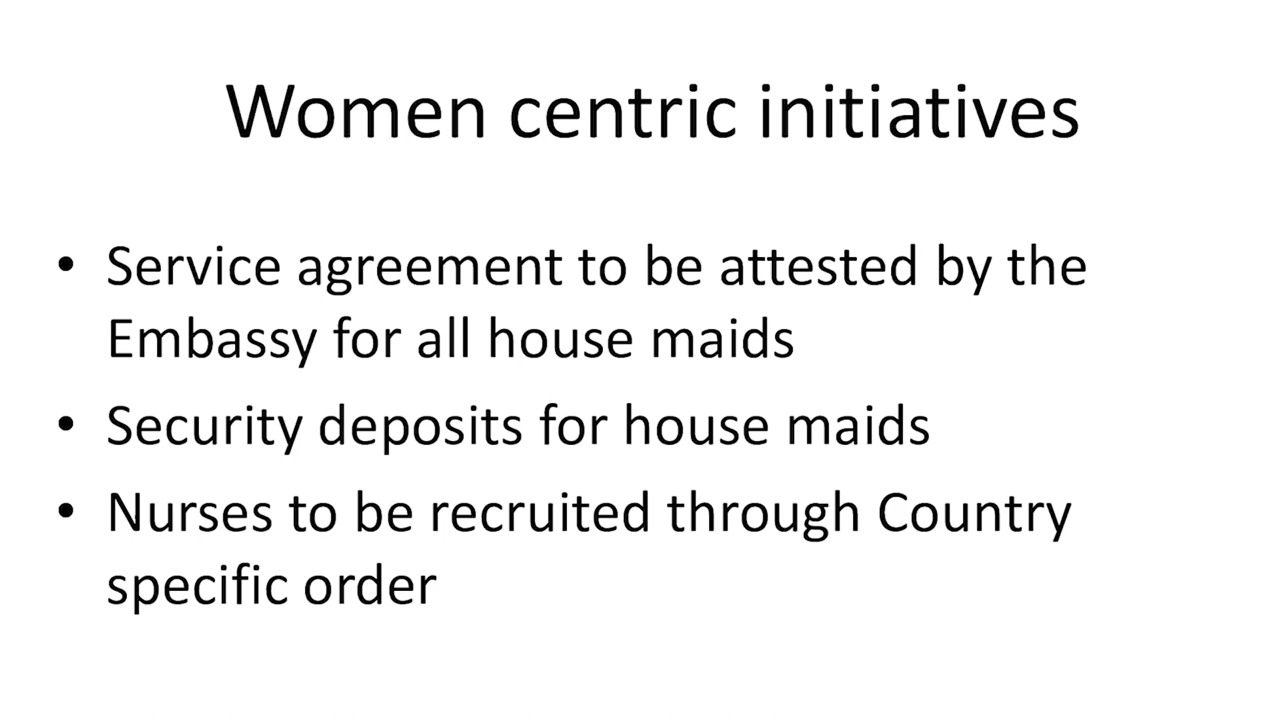 Women centric initiatives
• Service agreement to be attested by the
Embassy for all house maids
• Security deposits for house maids
• Nurses to be recruited through Country
specific order